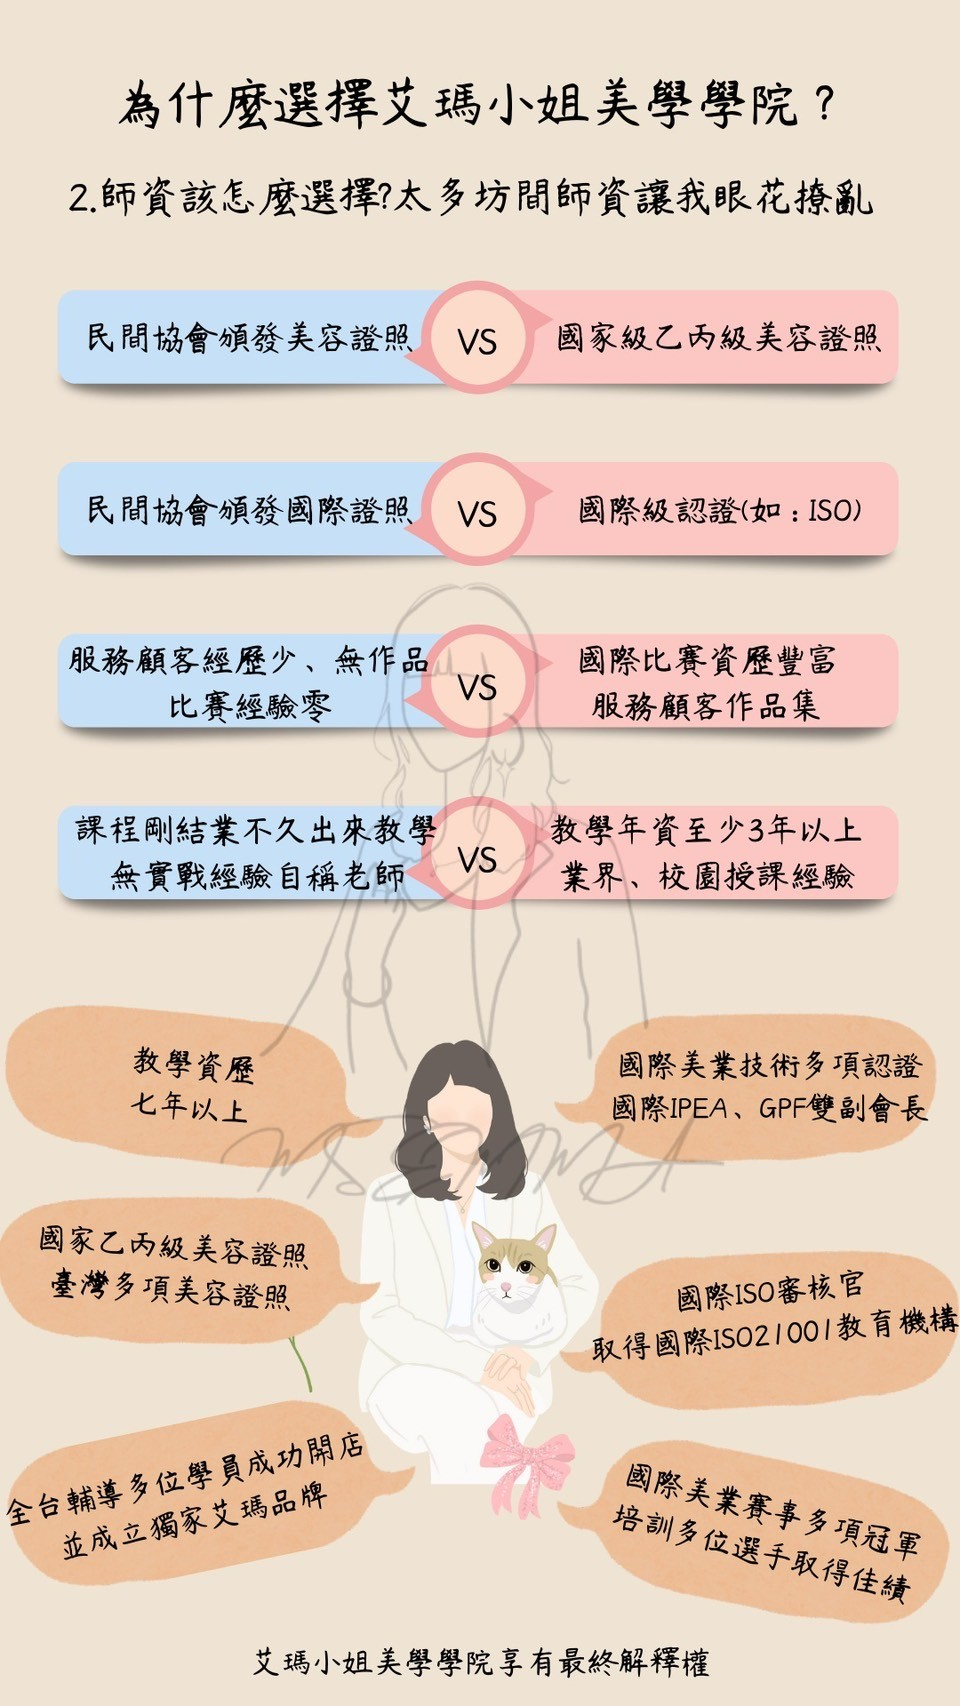 為什麼選擇艾瑪小姐美學學院？
2.師資該怎麼選擇?太多坊間師資讓我眼花撩亂
民間協會頒發美容證照
VS
國家級乙丙級美容證照
民間協會頒發國際證照
VS
國際級認證(如：ISO)
服務顧客經歷少、無作品
比賽經驗零
VS
國際比賽資歷豐富
服務顧客作品集
課程剛結業不久出來教學
無實戰經驗自稱老師
VS
教學年資至少3年以上
業界、校園授課經驗
教學資歷
七年以上
國際美業技術多項認證
國際IPEA、GPF雙副會長
國家乙丙級美容證照
臺灣多項美容證照
國際ISO審核官
取得國際ISO21001教育機構
全台輔導多位學員成功開店
並成立獨家艾瑪品牌
國際美業賽事多項冠軍
培訓多位選手取得佳績
艾瑪小姐美學學院享有最終解釋權